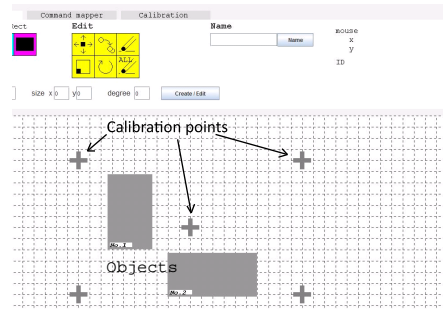 Command mapper Calibration
Rect Edit Name
mouse
Name
x
y
ALL
ID
size x 0 y 0 degree 0 Create / Edit
Calibration points
No.1
Objects
No.2